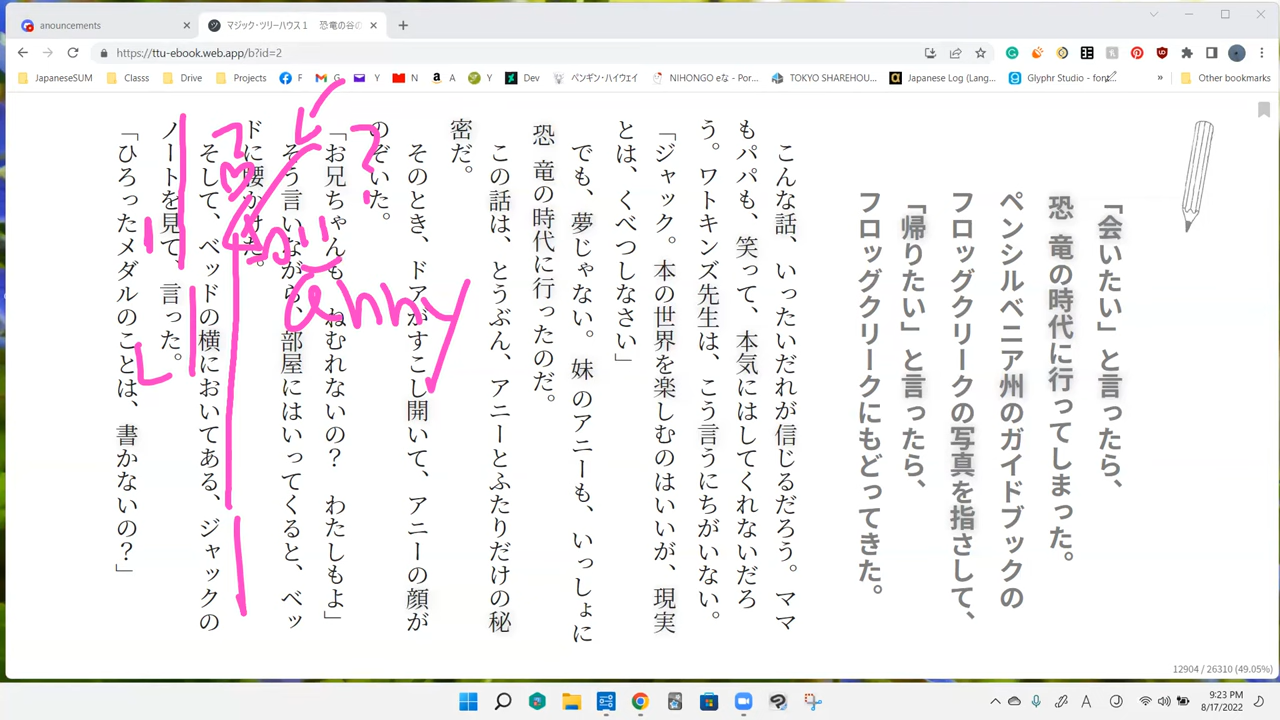 anouncements
マジック・ツリーハウス１　恐竜の谷の
https://ttu-ebook.web.app/b?id=2
JapaneseSUM
Classs
Drive
Projects
F
G
Y
N
A
Y
Dev
ペンギン・ハイウェイ
NIHONGO eな - Por...
TOKYO SHAREHOU...
Japanese Log (Lang...
Glyphr Studio - fon...
»
Other bookmarks
「会いたい」と言ったら、
恐竜の時代に行ってしまった。
ペンシルベニア州のガイドブックの
フロッグクリークの写真を指さして、
「帰りたい」と言ったら、
フロッグクリークにもどってきた。
こんな話、いったいだれが信じるだろう。ママ
もパパも、笑って、本気にはしてくれないだろ
う。ワトキンズ先生は、こう言うにちがいない。
「ジャック。本の世界を楽しむのはいいが、現実
とは、くべつしなさい」
でも、夢じゃない。妹のアニーも、いっしょに
恐竜の時代に行ったのだ。
この話は、とうぶん、アニーとふたりだけの秘
密だ。
そのとき、ドアがすこし開いて、アニーの顔が
のぞいた。
「お兄ちゃんも、ねむれないの？　わたしもよ」
そう言いながら、部屋にはいってくると、ベッ
ドに腰かけた。
そして、ベッドの横においてある、ジャックの
ノートを見て、言った。
「ひろったメダルのことは、書かないの？」
?
anny
12904 / 26310 (49.05%)
A
9:23 PM
8/17/2022